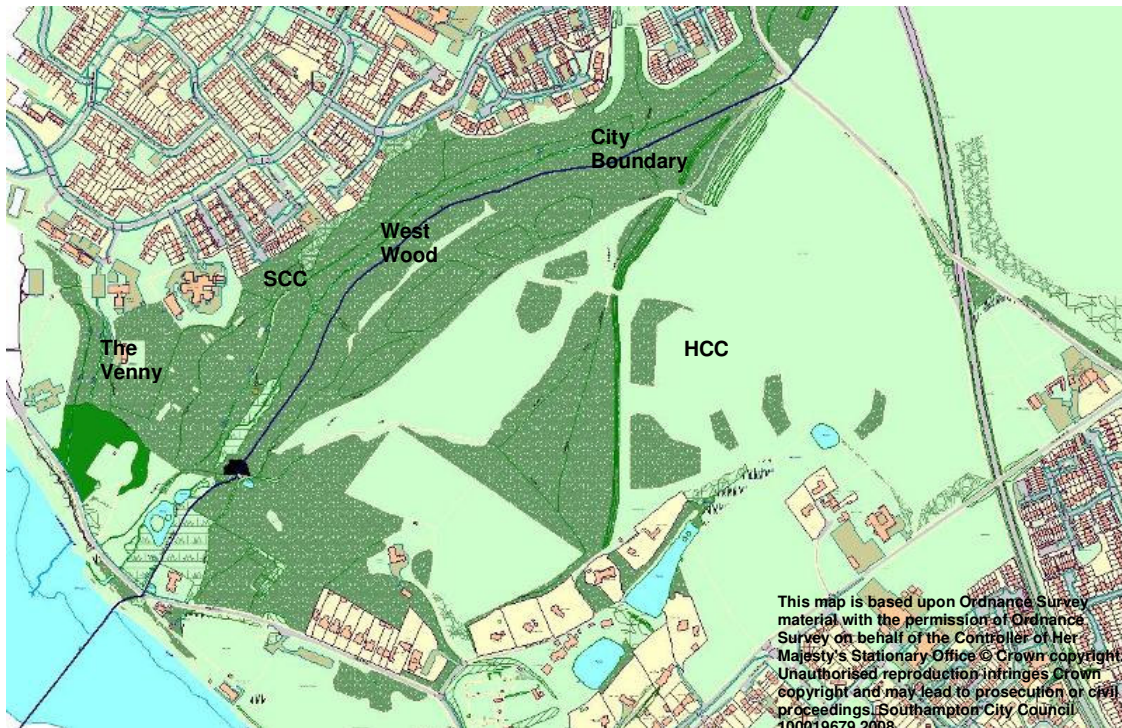 City
Boundary
West
Wood
SCC
The
Venny
HCC
This map is based upon Ordnance Survey
material with the permission of Ordnance
Survey on behalf of the Controller of Her
Majesty's Stationary Office © Crown copyright
Unauthorised reproduction infringes Crown
copyright and may lead to prosecution or civil
proceedings. Southampton City Council
100019679 2008